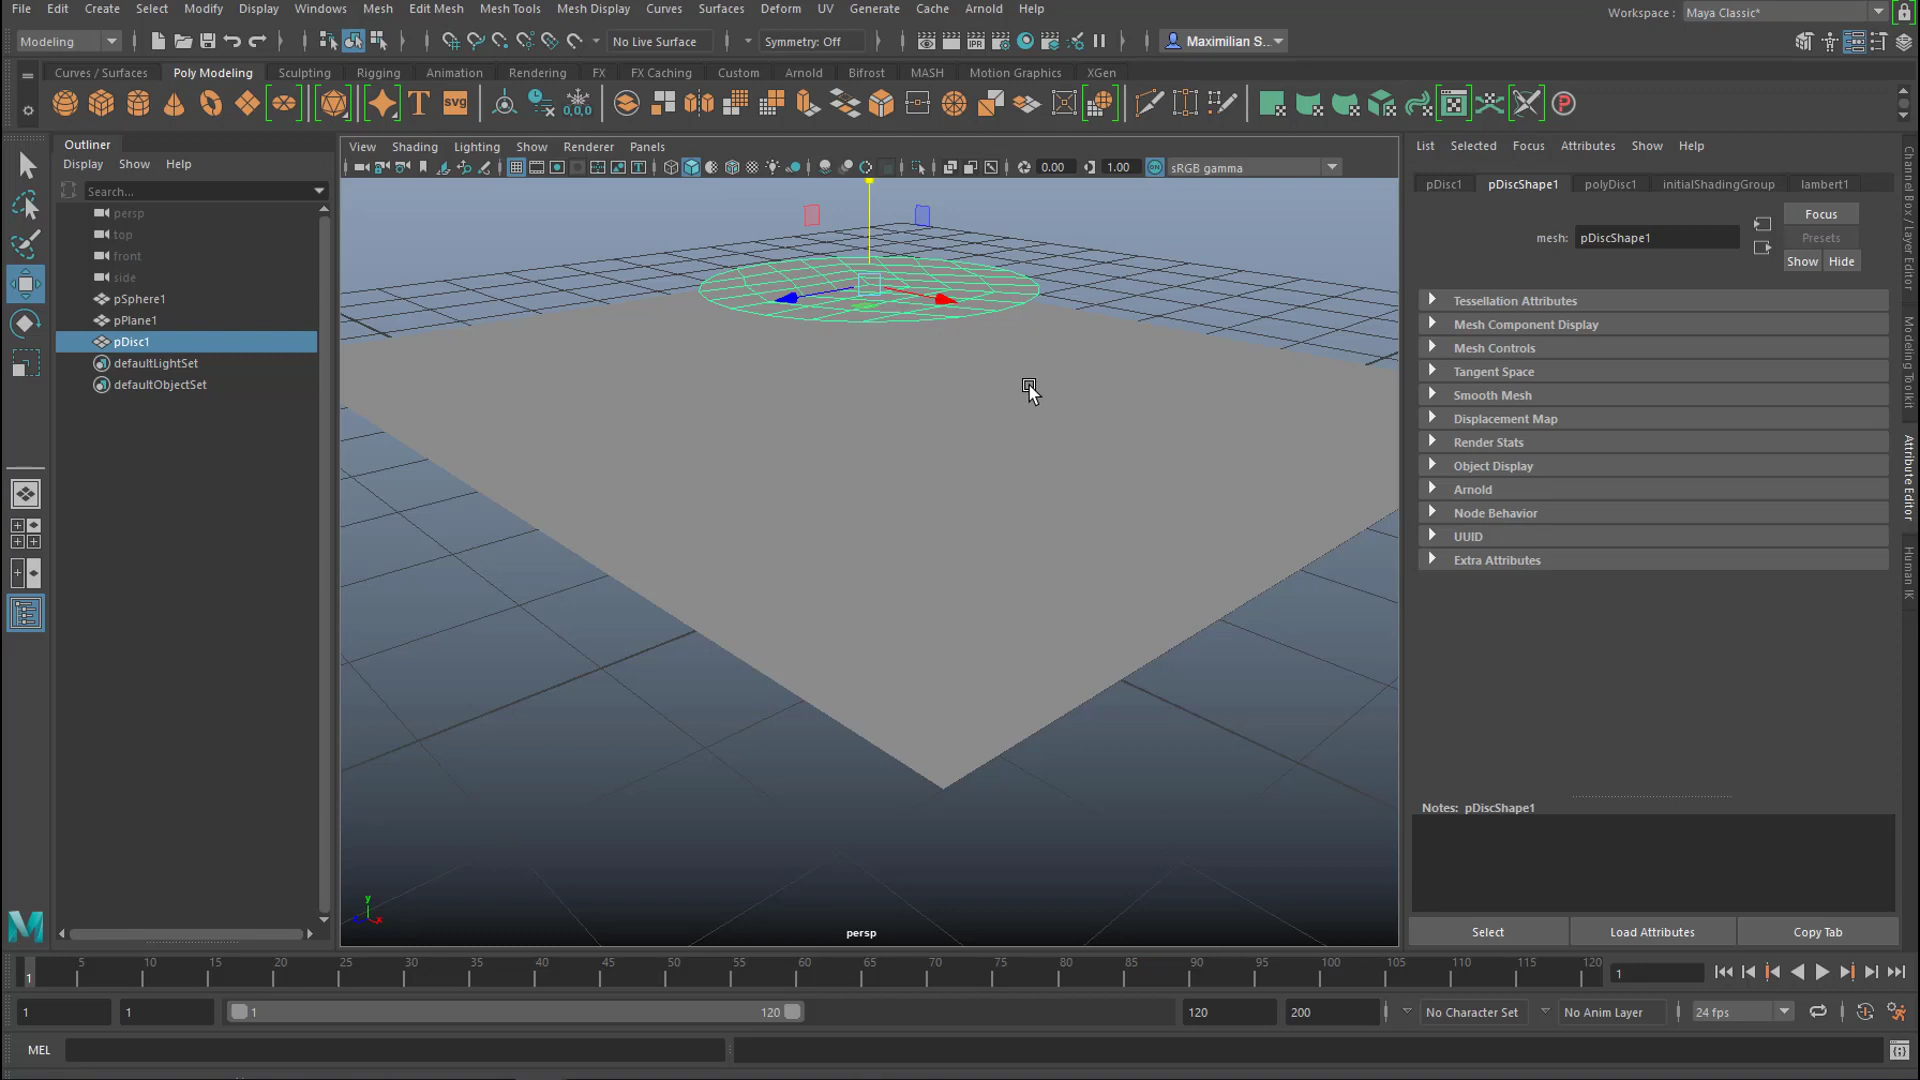 File Edit Create Select Modify Display Windows Mesh Edit Mesh Mesh Tools Mesh Display Curves Surfaces Deform UV Generate Cache Arnold Help
Workspace : Maya Classic*
Modeling No Live Surface Symmetry: Off Maximilian S...
Curves / Surfaces Poly Modeling Sculpting Rigging Animation Rendering FX FX Caching Custom Arnold Bifrost MASH Motion Graphics XGen
T svg 0,0,0 P
Outliner
Display Show Help
Search...
persp
top
front
side
pSphere1
pPlane1
pDisc1
defaultLightSet
defaultObjectSet
View Shading Lighting Show Renderer Panels
0.00 1.00 ON sRGB gamma
y
x
persp
List Selected Focus Attributes Show Help
pDisc1 pDiscShape1 polyDisc1 initialShadingGroup lambert1
mesh: pDiscShape1
Focus
Presets
Show Hide
Tessellation Attributes
Mesh Component Display
Mesh Controls
Tangent Space
Smooth Mesh
Displacement Map
Render Stats
Object Display
Arnold
Node Behavior
UUID
Extra Attributes
Notes: pDiscShape1
Select Load Attributes Copy Tab
Channel Box / Layer Editor
Modeling Toolkit
Attribute Editor
Human IK
1 5 10 15 20 25 30 35 40 45 50 55 60 65 70 75 80 85 90 95 100 105 110 115 120 1
1 1 1 120 120 200 No Character Set No Anim Layer 24 fps
MEL